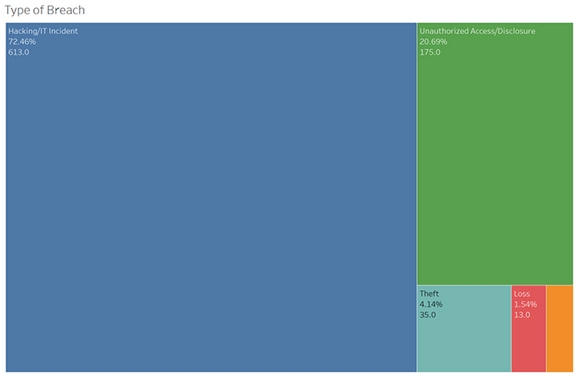 Type of Breach
Hacking/IT Incident
72.46%
613.0
Unauthorized Access/Disclosure
20.69%
175.0
Theft
4.14%
35.0
Loss
1.54%
13.0